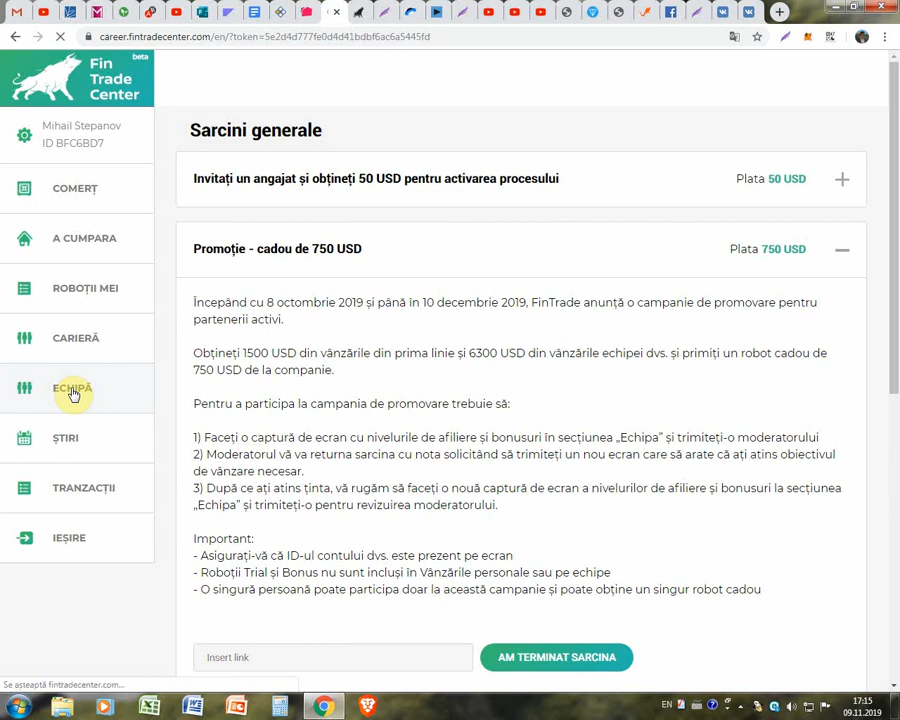 career.fintradecenter.com/en/?token=5e2d4d777fe0d4d41bdbf6ac6a5445fd
beta
Fin
Trade
Center
Mihail Stepanov
ID BFC6BD7
COMERȚ
A CUMPARA
ROBOȚII MEI
CARIERĂ
ECHIPĂ
ȘTIRI
TRANZACȚII
IEȘIRE
Sarcini generale
Invitați un angajat și obțineți 50 USD pentru activarea procesului Plata 50 USD
Promoție - cadou de 750 USD Plata 750 USD
Începând cu 8 octombrie 2019 și până în 10 decembrie 2019, FinTrade anunță o campanie de promovare pentru
partenerii activi.
Obțineți 1500 USD din vânzările din prima linie și 6300 USD din vânzările echipei dvs. și primiți un robot cadou de
750 USD de la companie.
Pentru a participa la campania de promovare trebuie să:
1) Faceți o captură de ecran cu nivelurile de afiliere și bonusuri în secțiunea „Echipa” și trimiteți-o moderatorului
2) Moderatorul vă va returna sarcina cu nota solicitând să trimiteți un nou ecran care să arate că ați atins obiectivul
de vânzare necesar.
3) După ce ați atins ținta, vă rugăm să faceți o nouă captură de ecran a nivelurilor de afiliere și bonusuri la secțiunea
„Echipa” și trimiteți-o pentru revizuirea moderatorului.
Important:
- Asigurați-vă că ID-ul contului dvs. este prezent pe ecran
- Roboții Trial și Bonus nu sunt incluși în Vânzările personale sau pe echipe
- O singură persoană poate participa doar la această campanie și poate obține un singur robot cadou
Insert link
AM TERMINAT SARCINA
Se așteaptă fintradecenter.com...
EN
17:15
09.11.2019